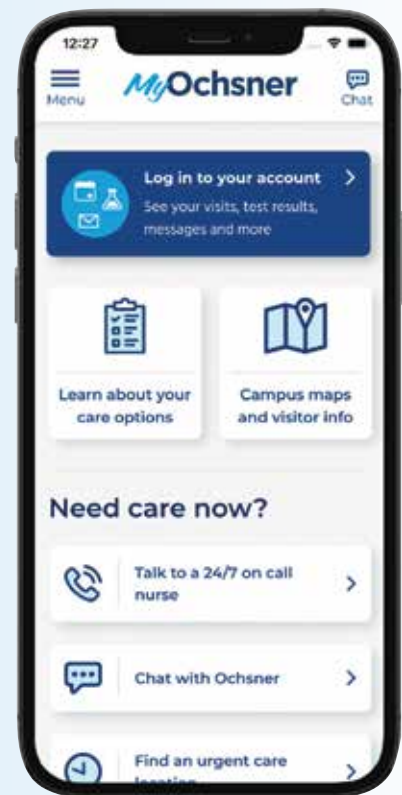 12:27
Menu
MyOchsner
Chat
Log in to your account
See your visits, test results,
messages and more
Learn about your
care options
Campus maps
and visitor info
Need care now?
Talk to a 24/7 on call
nurse
Chat with Ochsner
Find an urgent care
location